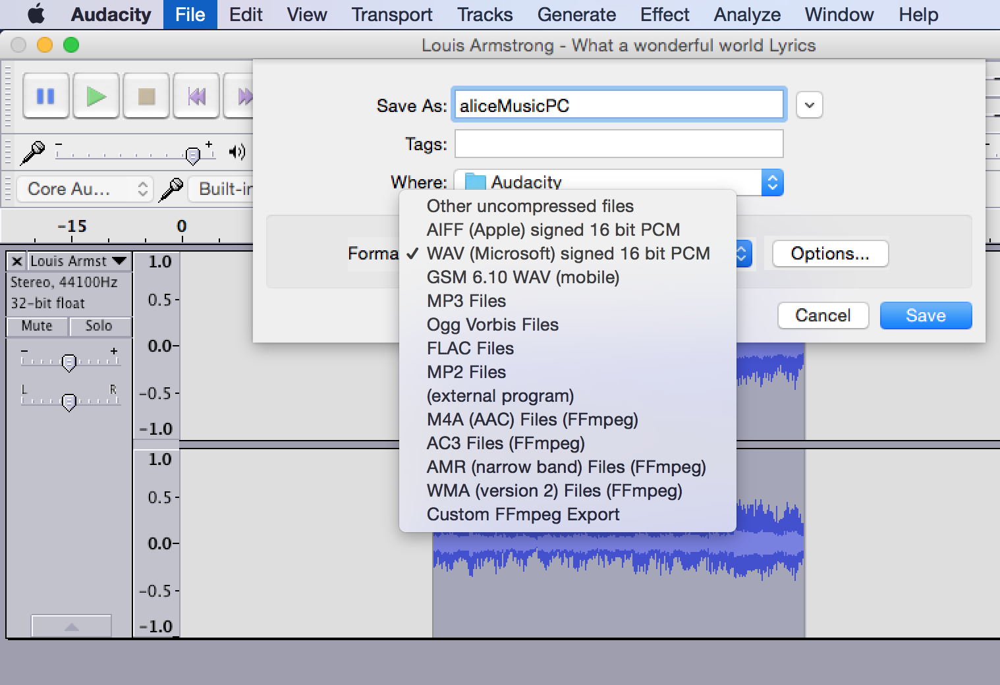 Audacity File Edit View Transport Tracks Generate Effect Analyze Window Help
Louis Armstrong - What a wonderful world Lyrics
Save As: aliceMusicPC
Tags:
Where: Audacity
- +
Core Au... Built-in
-15 0
Other uncompressed files
AIFF (Apple) signed 16 bit PCM
Forma ✓ WAV (Microsoft) signed 16 bit PCM Options...
GSM 6.10 WAV (mobile)
MP3 Files
Cancel Save
Ogg Vorbis Files
FLAC Files
MP2 Files
(external program)
M4A (AAC) Files (FFmpeg)
AC3 Files (FFmpeg)
AMR (narrow band) Files (FFmpeg)
WMA (version 2) Files (FFmpeg)
Custom FFmpeg Export
Louis Armst
Stereo, 44100Hz
32-bit float
Mute Solo
- +
L R
1.0
0.5
0.0
-0.5
-1.0
1.0
0.5
0.0
-0.5
-1.0